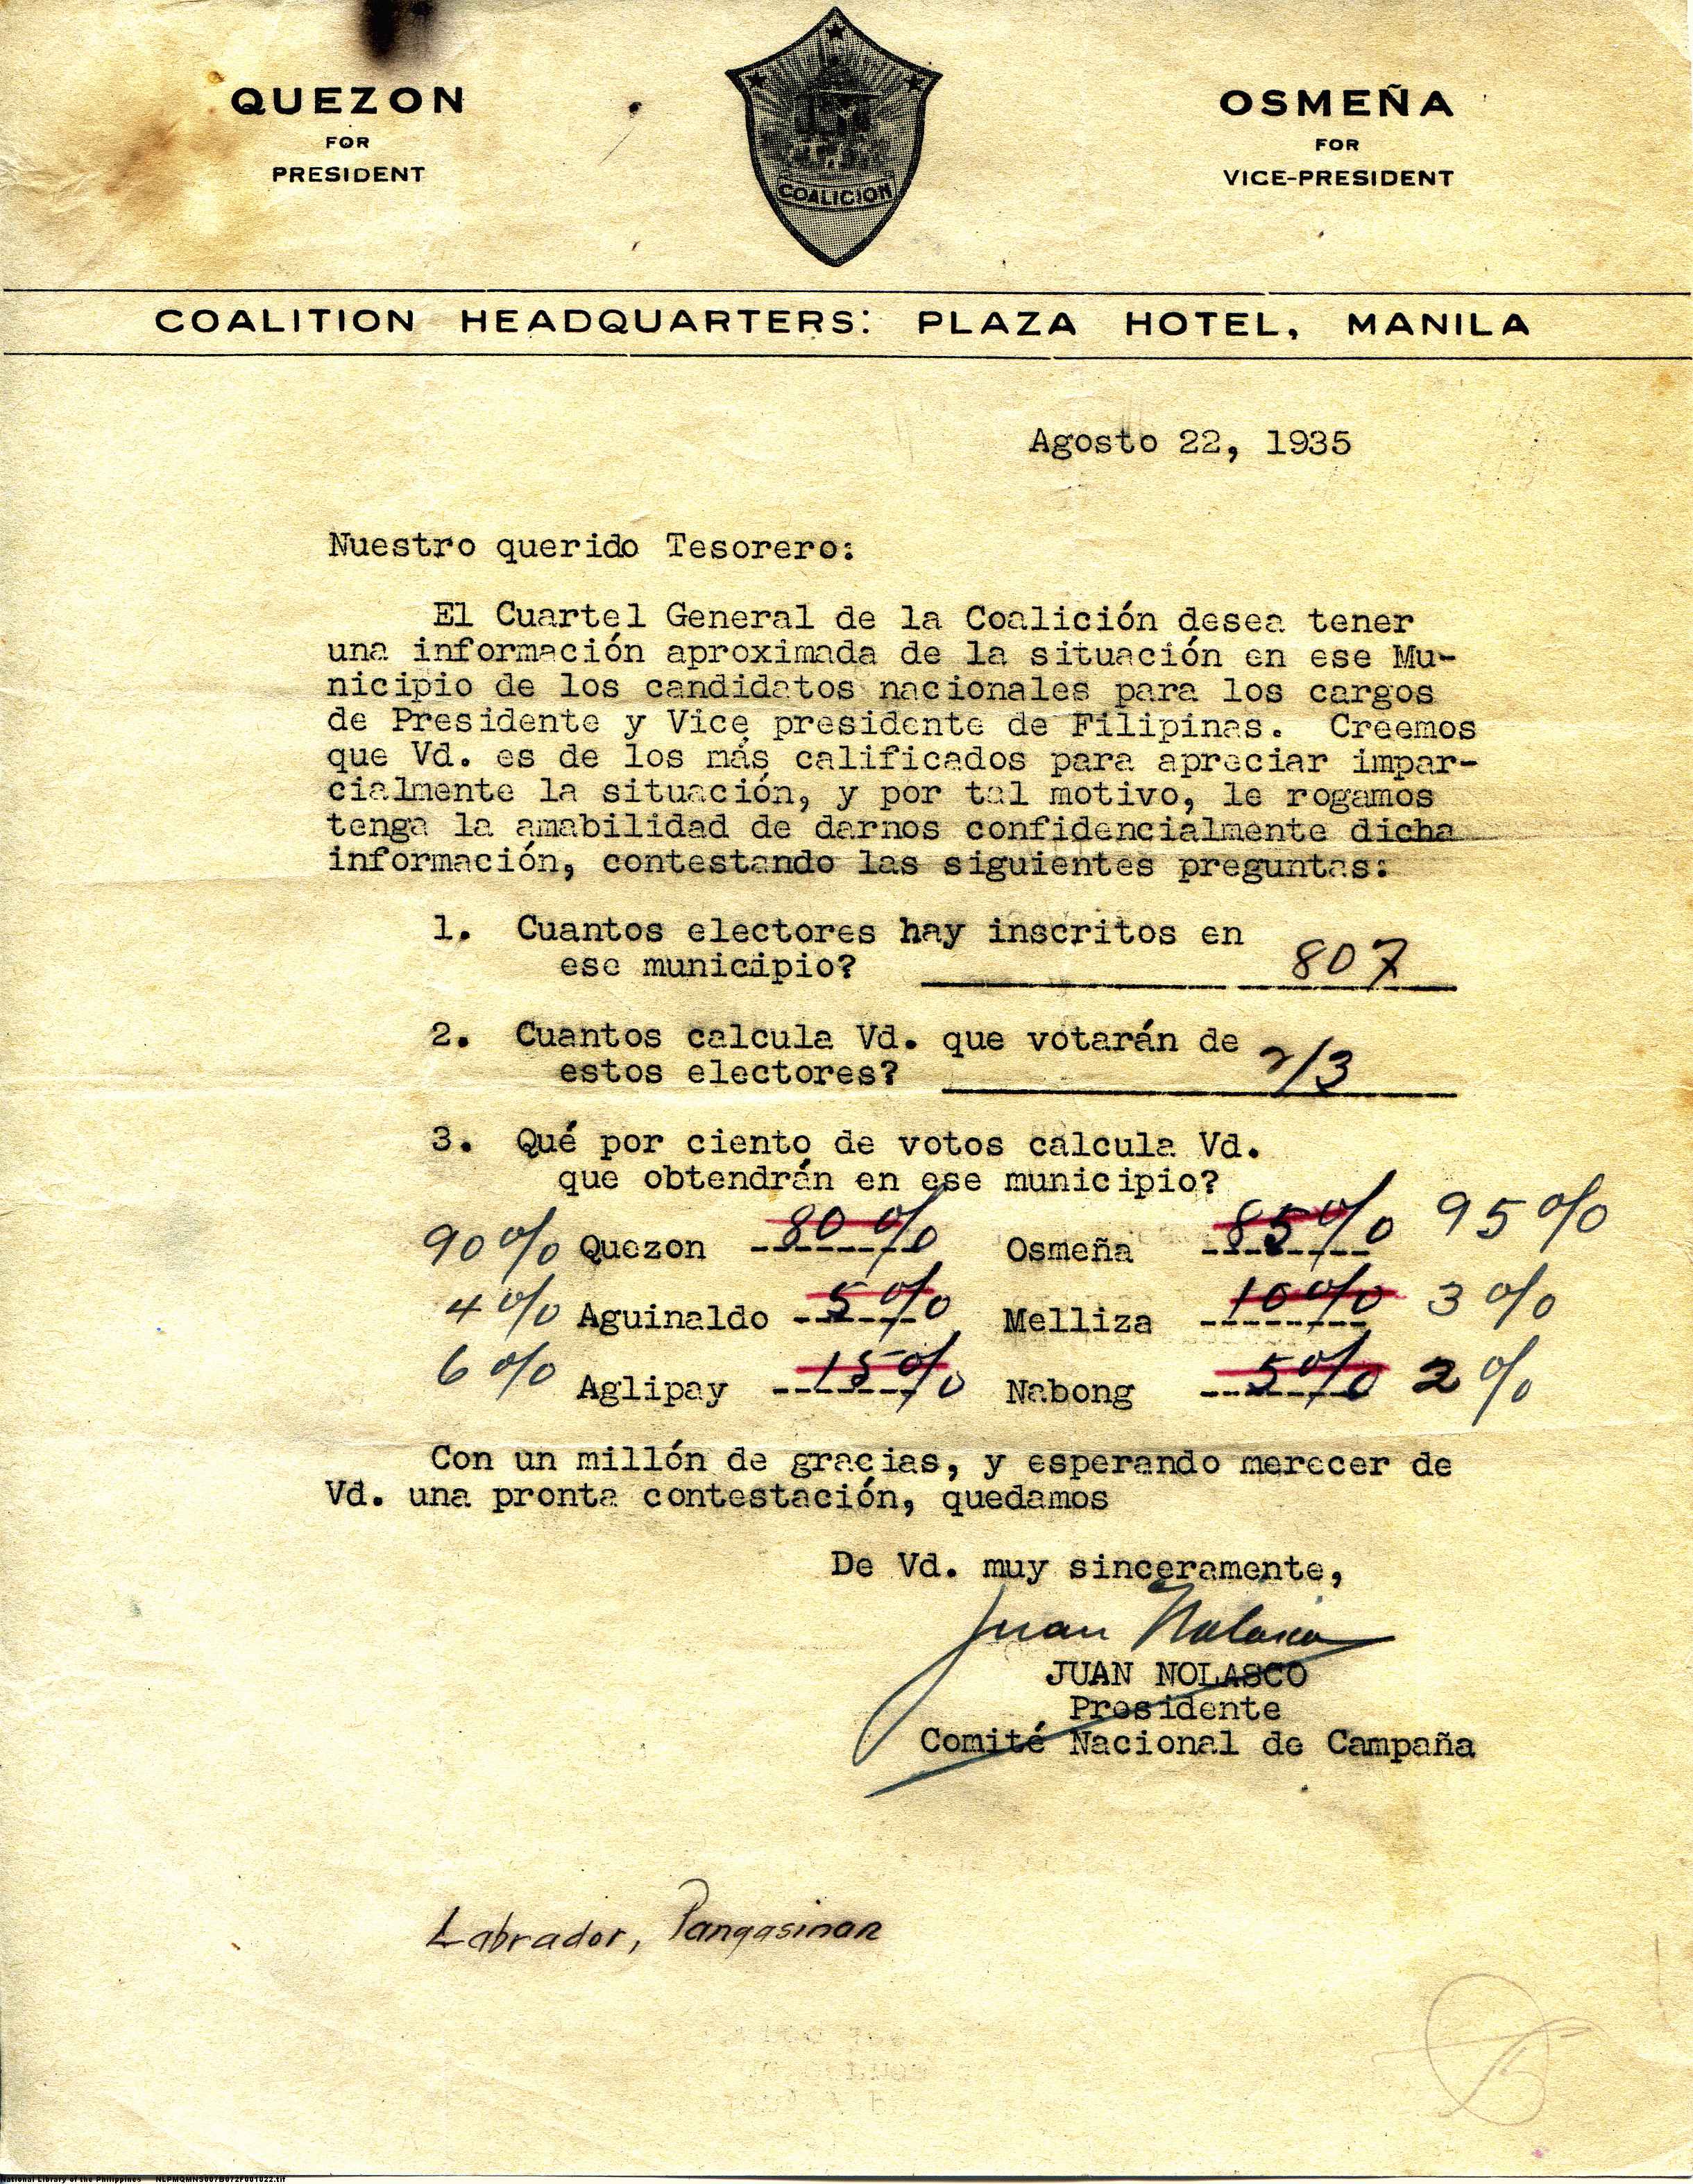 QUEZON
FOR
PRESIDENT
COALICION
OSMEÑA
FOR
VICE-PRESIDENT
COALITION HEADQUARTERS: PLAZA HOTEL, MANILA
Agosto 22, 1935
Nuestro querido Tesorero:
El Cuartel General de la Coalición desea tener
una información aproximada de la situación en ese Mu-
nicipio de los candidatos nacionales para los cargos
de Presidente y Vice presidente de Filipinas. Creemos
que Vd. es de los más calificados para apreciar impar-
cialmente la situación, y por tal motivo, le rogamos
tenga la amabilidad de darnos confidencialmente dicha
información, contestando las siguientes preguntas:
1. Cuantos electores hay inscritos en
ese municipio? 807
2. Cuantos calcula Vd. que votarán de
estos electores? 2/3
3. Qué por ciento de votos calcula Vd.
que obtendrán en ese municipio?
90% Quezon 80% Osmeña 85% 95%
4% Aguinaldo 5% Melliza 10% 3%
6% Aglipay 15% Nabong 5% 2%
Con un millón de gracias, y esperando merecer de
Vd. una pronta contestación, quedamos
De Vd. muy sinceramente,
Juan Nolasco
JUAN NOLASCO
Presidente
Comité Nacional de Campaña
Labrador, Pangasinan
National Library of the Philippines